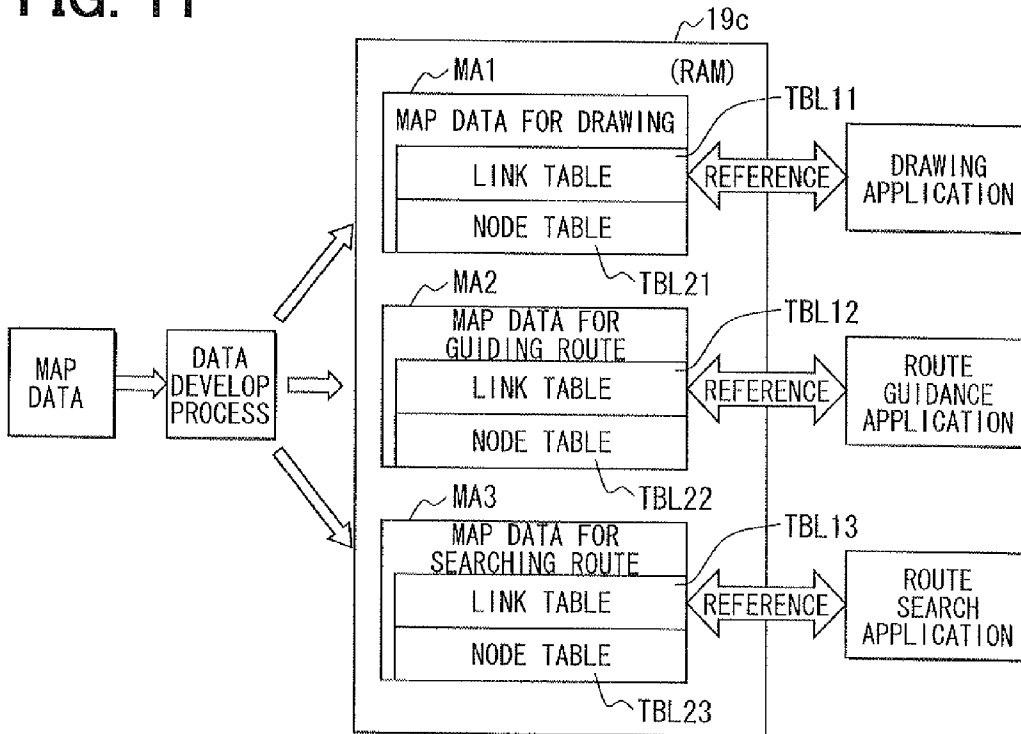 FIG. 11
19c
(RAM)
MA1
MAP DATA FOR DRAWING
LINK TABLE
NODE TABLE
TBL11
TBL21
REFERENCE
DRAWING
APPLICATION
MA2
MAP DATA FOR
GUIDING ROUTE
LINK TABLE
NODE TABLE
TBL12
TBL22
REFERENCE
ROUTE
GUIDANCE
APPLICATION
MAP
DATA
DATA
DEVELOP
PROCESS
MA3
MAP DATA FOR
SEARCHING ROUTE
LINK TABLE
NODE TABLE
TBL13
TBL23
REFERENCE
ROUTE
SEARCH
APPLICATION